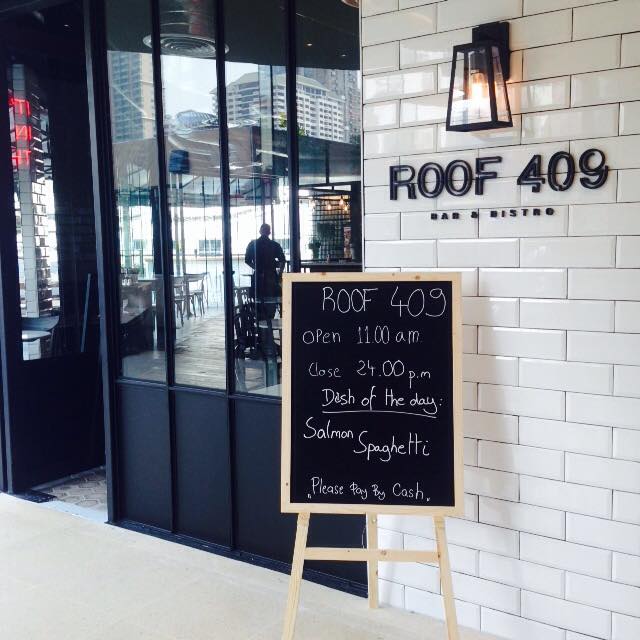 ROOF 409
BAR & BISTRO
ROOF 409
open 11.00 am
close 24.00 p.m
Dish of the day:
Salmon Spaghetti
"Please Pay By Cash"